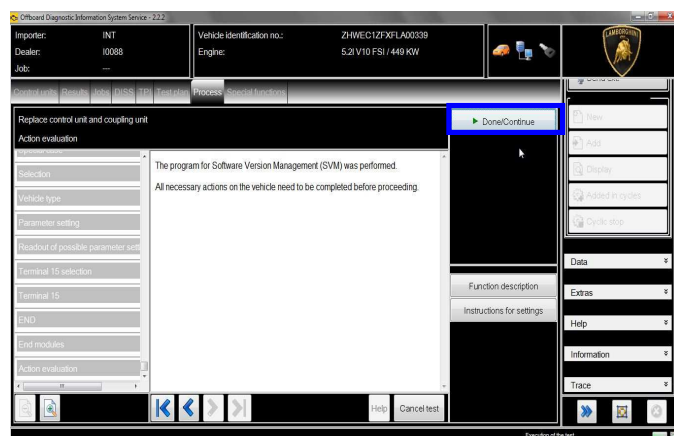 Offboard Diagnostic Information System Service - 2.2.2
Importer: INT
Dealer: I0088
Job: ---
Vehicle identification no.: ZHWEC1ZFXFLA00339
Engine: 5.2l V10 FSI / 449 KW
LAMBORGHINI
Control units Results Jobs DISS TPI Test plan Process Special functions
Replace control unit and coupling unit
Action evaluation
Done/Continue
Selection
Vehicle type
Parameter setting
Readout of possible parameter setti
Terminal 15 selection
Terminal 15
END
End modules
Action evaluation
The program for Software Version Management (SVM) was performed.
All necessary actions on the vehicle need to be completed before proceeding.
Function description
Instructions for settings
Help
Cancel test
New
Add
Display
Added in cycles
Cyclic stop
Data
Extras
Help
Information
Trace
Execution of the test